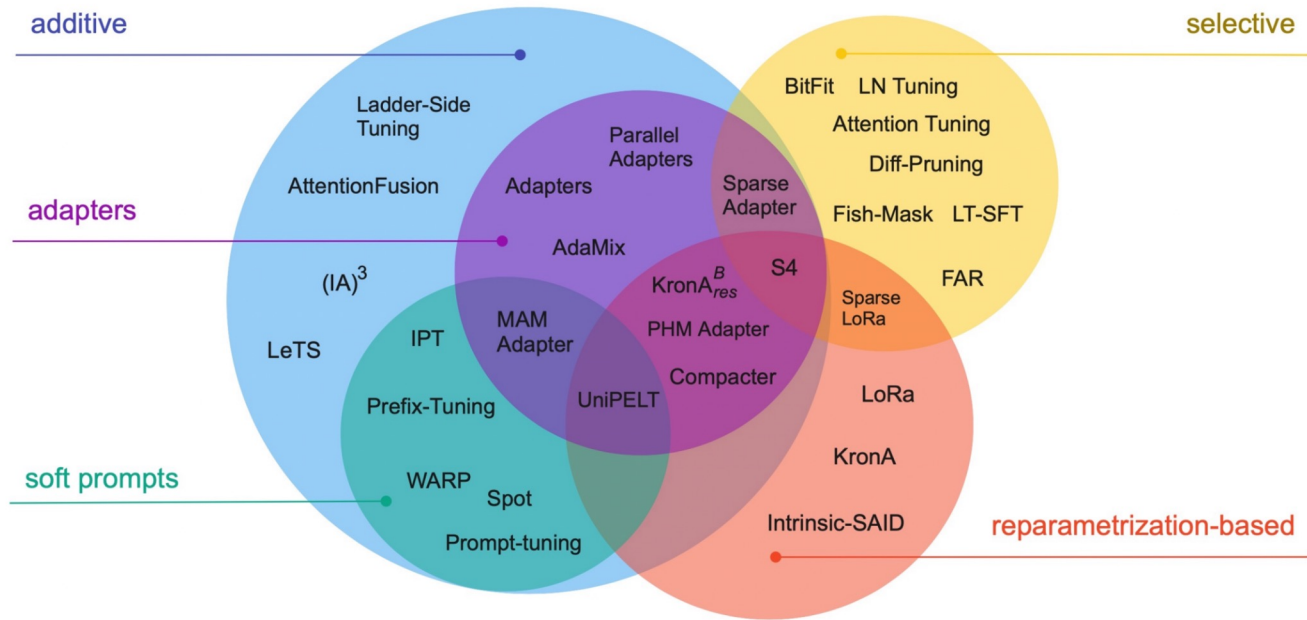 additive
selective
BitFit LN Tuning
Ladder-Side
Tuning
Attention Tuning
Parallel
Adapters
Diff-Pruning
AttentionFusion
Adapters
Sparse
Adapter
adapters
Fish-Mask LT-SFT
AdaMix
(IA)³
KronA^B_res
S4
FAR
Sparse
LoRa
MAM
Adapter
PHM Adapter
IPT
LeTS
Compacter
UniPELT
LoRa
Prefix-Tuning
KronA
soft prompts
WARP
Spot
Intrinsic-SAID
reparametrization-based
Prompt-tuning